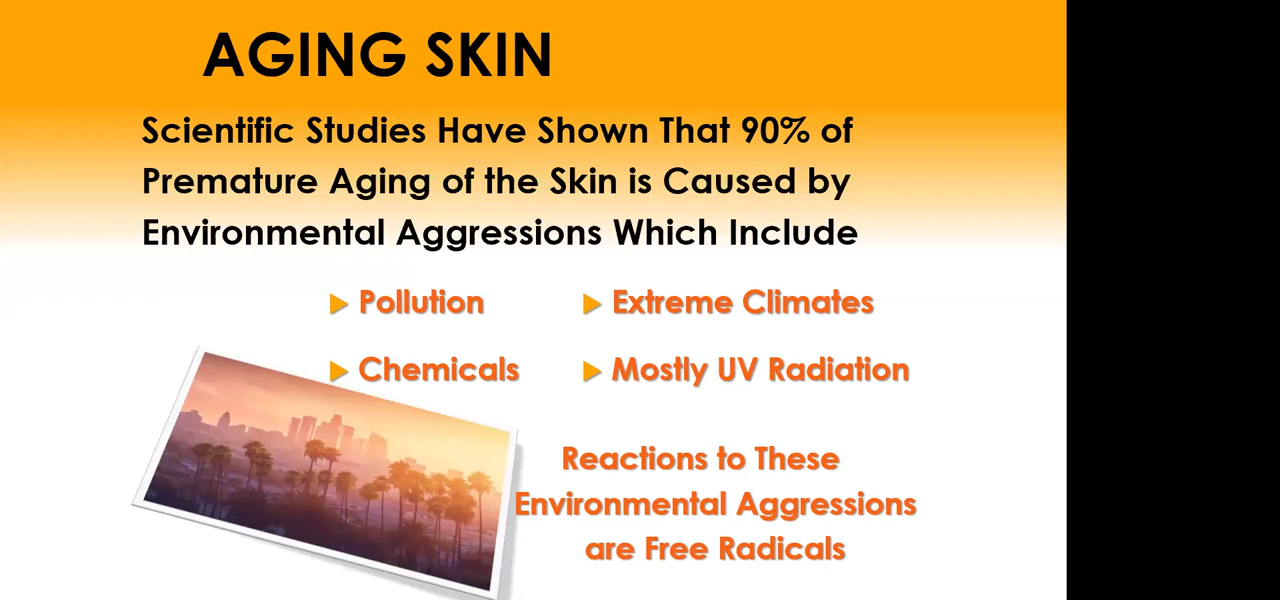 AGING SKIN
Scientific Studies Have Shown That 90% of
Premature Aging of the Skin is Caused by
Environmental Aggressions Which Include
Pollution
Extreme Climates
Chemicals
Mostly UV Radiation
Reactions to These
Environmental Aggressions
are Free Radicals